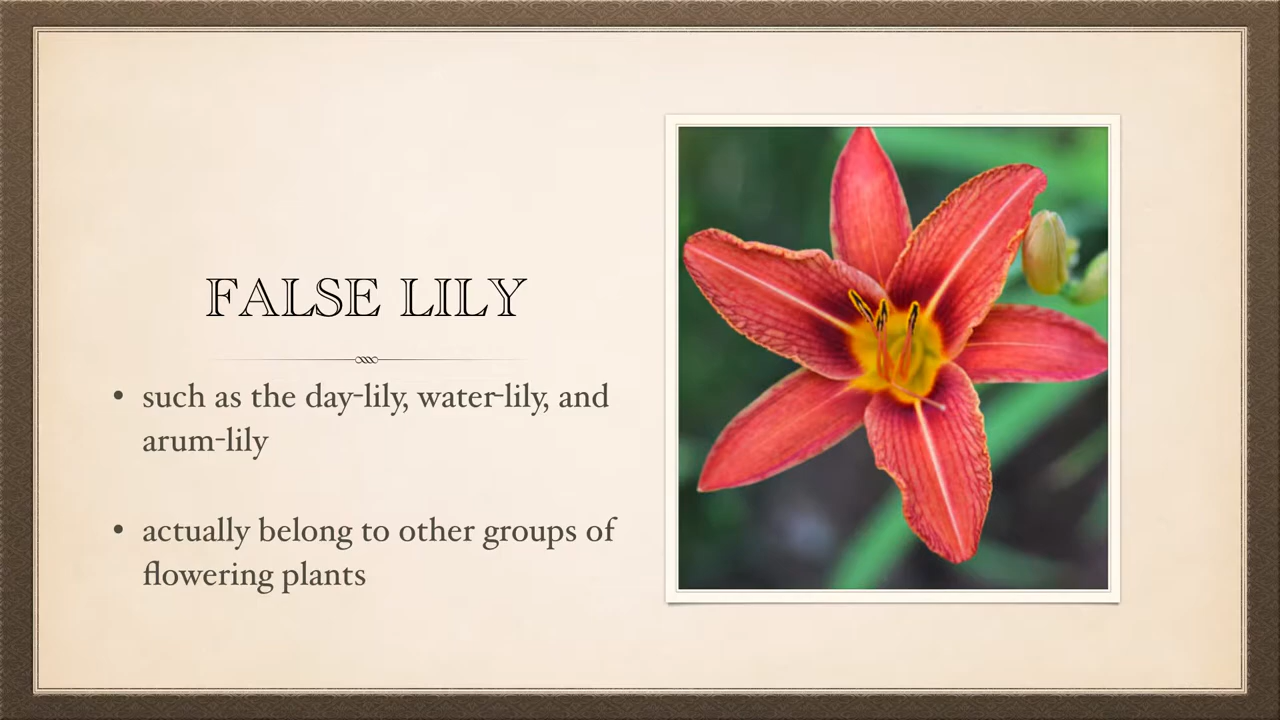 FALSE LILY
• such as the day-lily, water-lily, and
arum-lily
• actually belong to other groups of
flowering plants